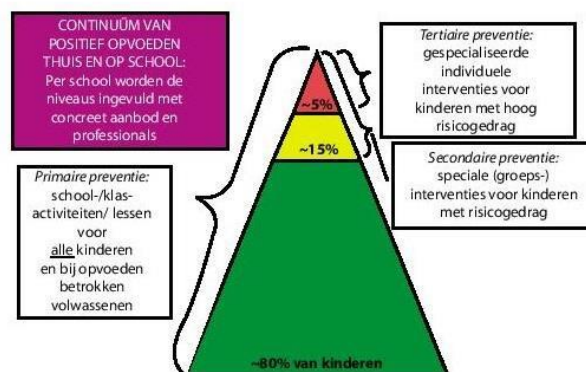 CONTINUÜM VAN
POSITIEF OPVOEDEN
THUIS EN OP SCHOOL:
Per school worden de
niveaus ingevuld met
concreet aanbod en
professionals
Tertiaire preventie:
gespecialiseerde
individuele
interventies voor
kinderen met hoog
risicogedrag
~5%
~15%
Secondaire preventie:
speciale (groeps-)
interventies voor kinderen
met risicogedrag
Primaire preventie:
school-/klas-
activiteiten/ lessen
voor
alle kinderen
en bij opvoeden
betrokken
volwassenen
~80% van kinderen